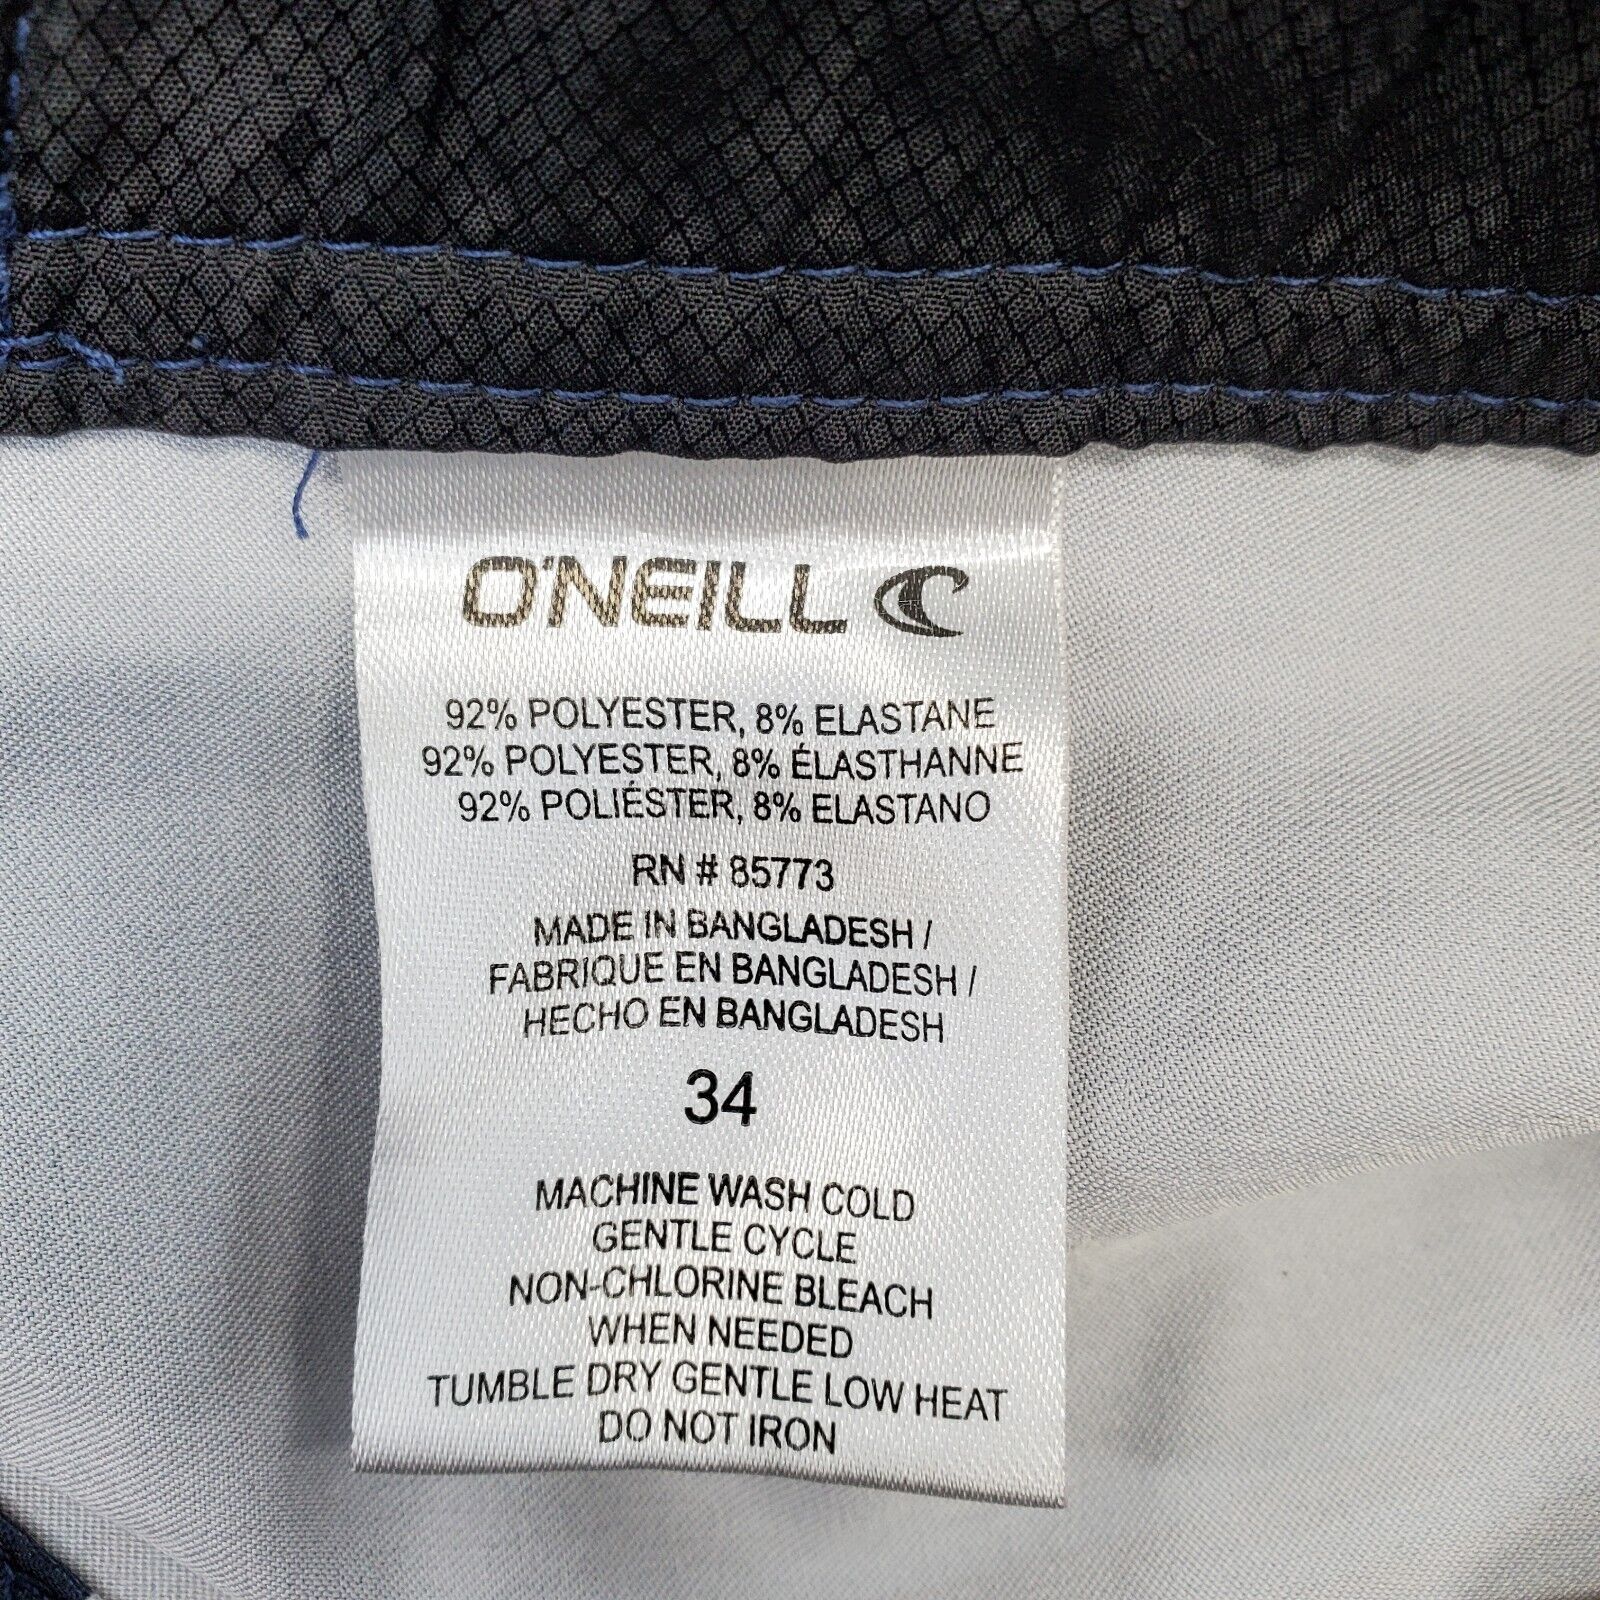 O'NEILL
92% POLYESTER, 8% ELASTANE
92% POLYESTER, 8% ÉLASTHANNE
92% POLIÉSTER, 8% ELASTANO
RN # 85773
MADE IN BANGLADESH /
FABRIQUE EN BANGLADESH /
HECHO EN BANGLADESH
34
MACHINE WASH COLD
GENTLE CYCLE
NON-CHLORINE BLEACH
WHEN NEEDED
TUMBLE DRY GENTLE LOW HEAT
DO NOT IRON